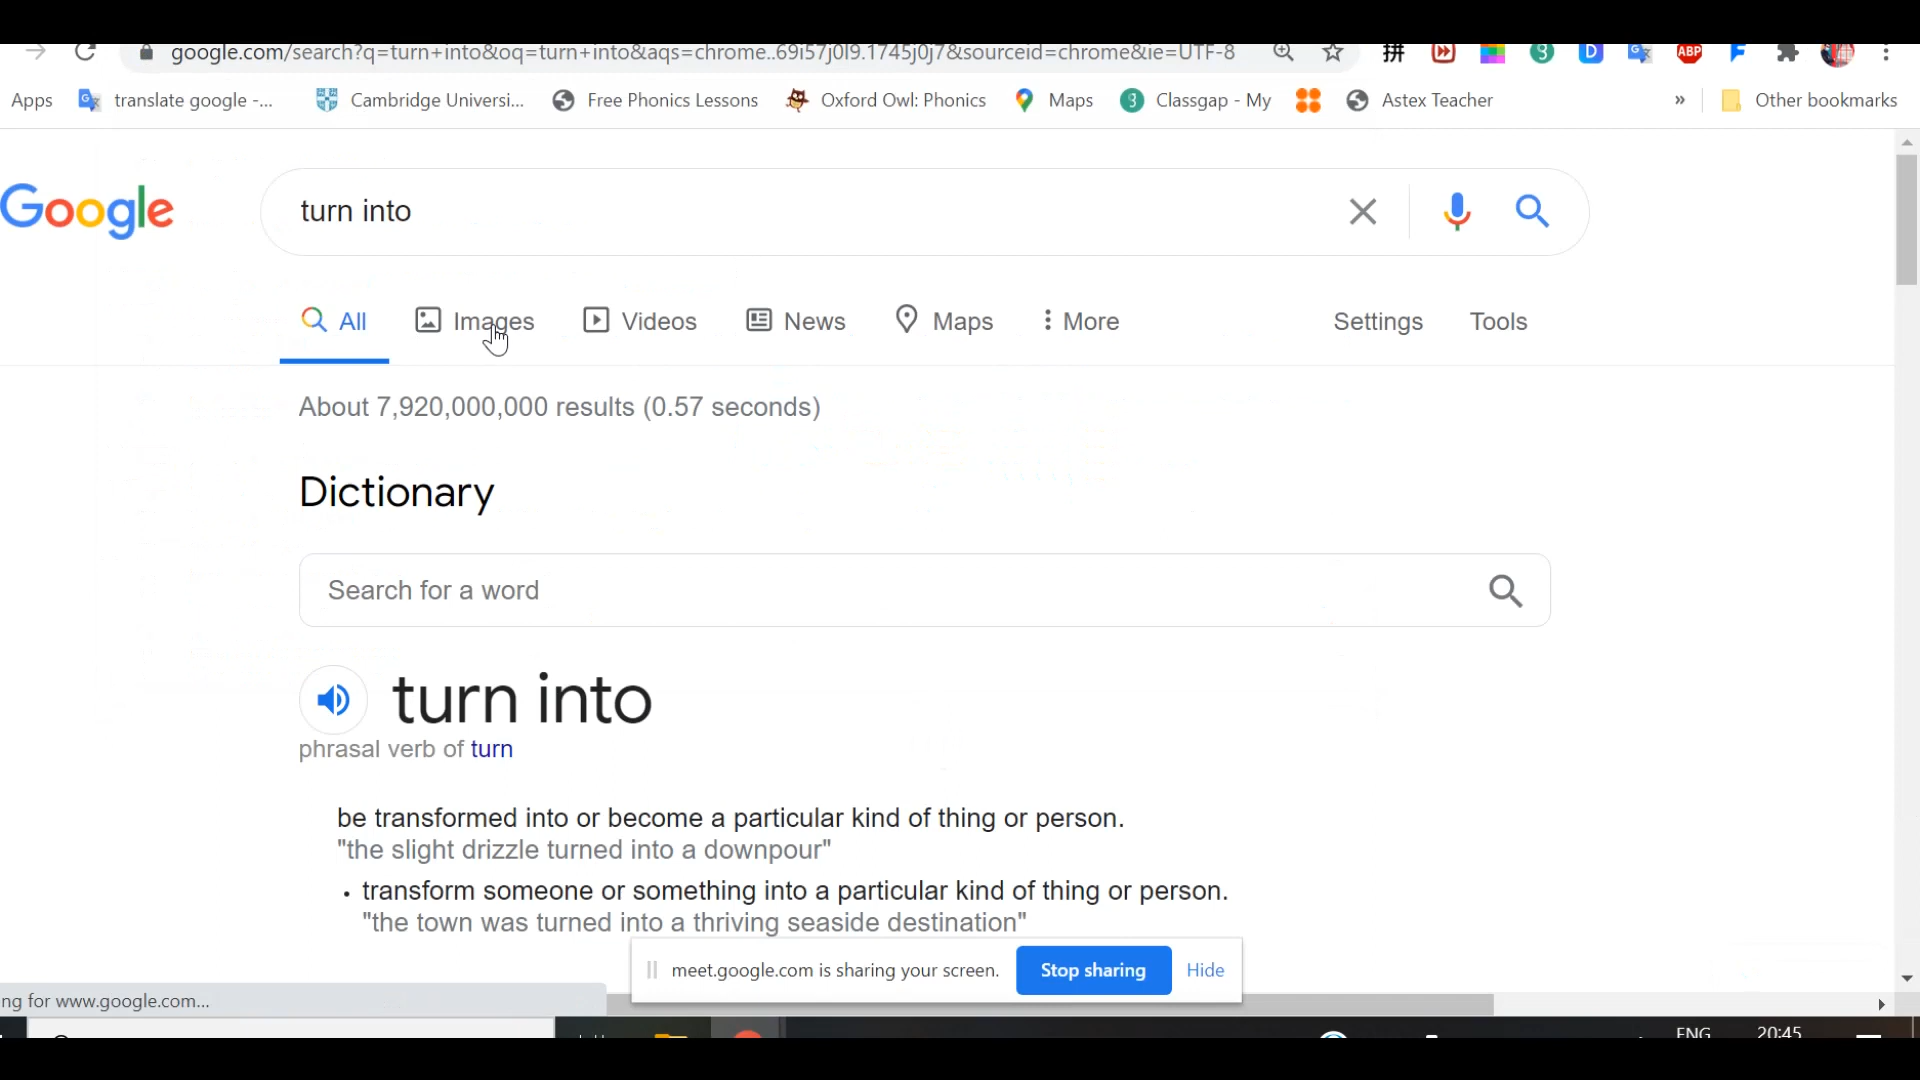 google.com/search?q=turn+into&oq=turn+into&aqs=chrome..69i57j0l9.1745j0j7&sourceid=chrome&ie=UTF-8
Apps translate google -... Cambridge Universi... Free Phonics Lessons Oxford Owl: Phonics Maps Classgap - My Astex Teacher » Other bookmarks
Google turn into
All Images Videos News Maps More Settings Tools
About 7,920,000,000 results (0.57 seconds)
Dictionary
Search for a word
turn into
phrasal verb of turn
be transformed into or become a particular kind of thing or person.
"the slight drizzle turned into a downpour"
• transform someone or something into a particular kind of thing or person.
"the town was turned into a thriving seaside destination"
meet.google.com is sharing your screen. Stop sharing Hide
ng for www.google.com...
ENG 20:45